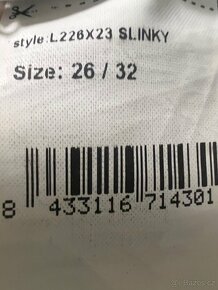 style:L226X23 SLINKY
Size: 26 / 32
8 433116 714301